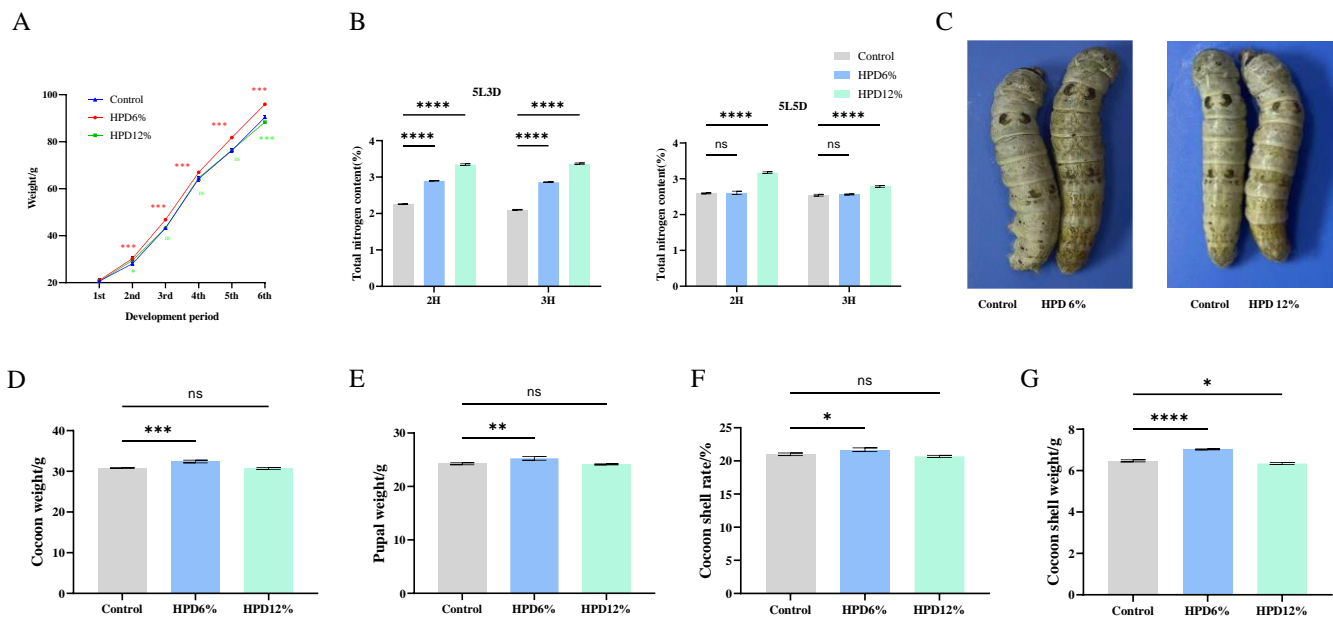 A
Control
HPD6%
HPD12%
Weight/g
100
80
60
40
20
***
***
***
***
***
*
ns
ns
ns
***
1st 2nd 3rd 4th 5th 6th
Development period
B
Control
HPD6%
HPD12%
5L3D
Total nitrogen content(%)
4
3
2
1
0
**** ****
**** ****
2H 3H
5L5D
Total nitrogen content(%)
6
4
2
0
**** ****
ns ns
2H 3H
C
Control HPD 6%
Control HPD 12%
D
Cocoon weight/g
40
30
20
10
0
ns
***
Control HPD6% HPD12%
E
Pupal weight/g
30
20
10
0
ns
**
Control HPD6% HPD12%
F
Cocoon shell rate/%
25
20
15
10
5
0
ns
*
Control HPD6% HPD12%
G
Cocoon shell weight/g
8
6
4
2
0
*
****
Control HPD6% HPD12%